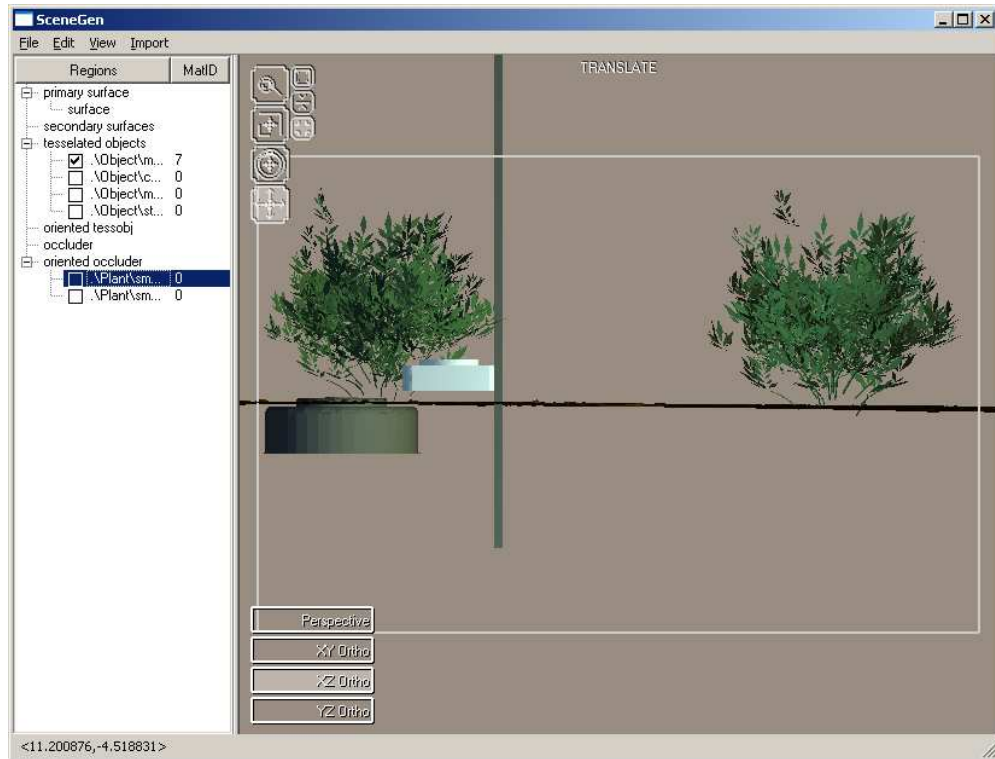 SceneGen
File Edit View Import
Regions MatID
TRANSLATE
primary surface
surface
secondary surfaces
tesselated objects
.\Object\m... 7
.\Object\c... 0
.\Object\m... 0
.\Object\st... 0
oriented tessobj
occluder
oriented occluder
.\Plant\sm... 0
.\Plant\sm... 0
Perspective
XY Ortho
XZ Ortho
YZ Ortho
<11.200876,-4.518831>